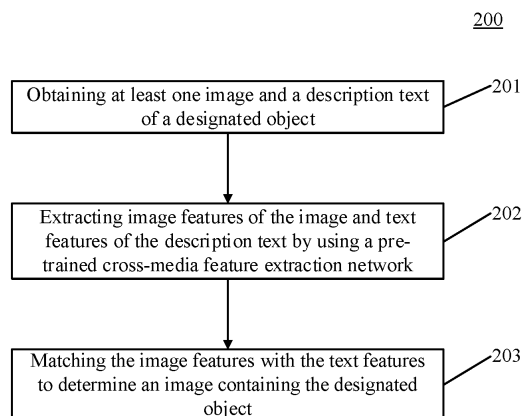 200
Obtaining at least one image and a description text
of a designated object
201
Extracting image features of the image and text
features of the description text by using a pre-
trained cross-media feature extraction network
202
Matching the image features with the text features
to determine an image containing the designated
object
203